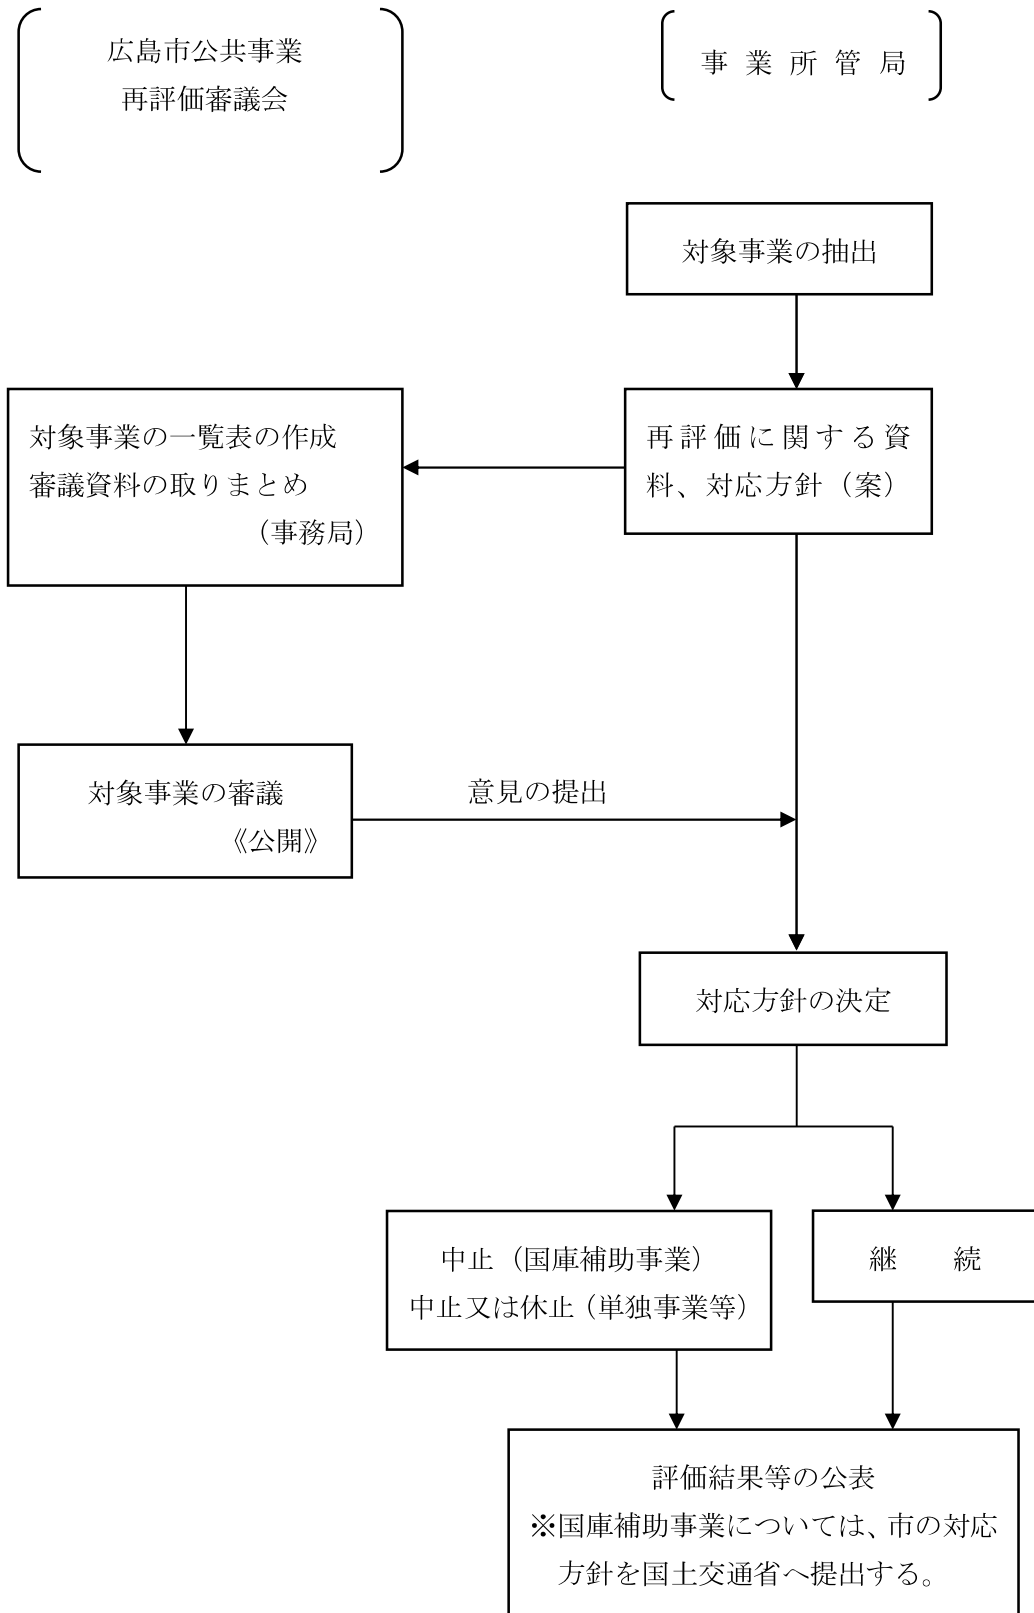 広島市公共事業
再評価審議会
事業所管局
対象事業の抽出
対象事業の一覧表の作成
審議資料の取りまとめ
（事務局）
再評価に関する資
料、対応方針（案）
対象事業の審議
《公開》
意見の提出
対応方針の決定
中止（国庫補助事業）
中止又は休止（単独事業等）
継　　続
評価結果等の公表
※国庫補助事業については、市の対応
方針を国土交通省へ提出する。